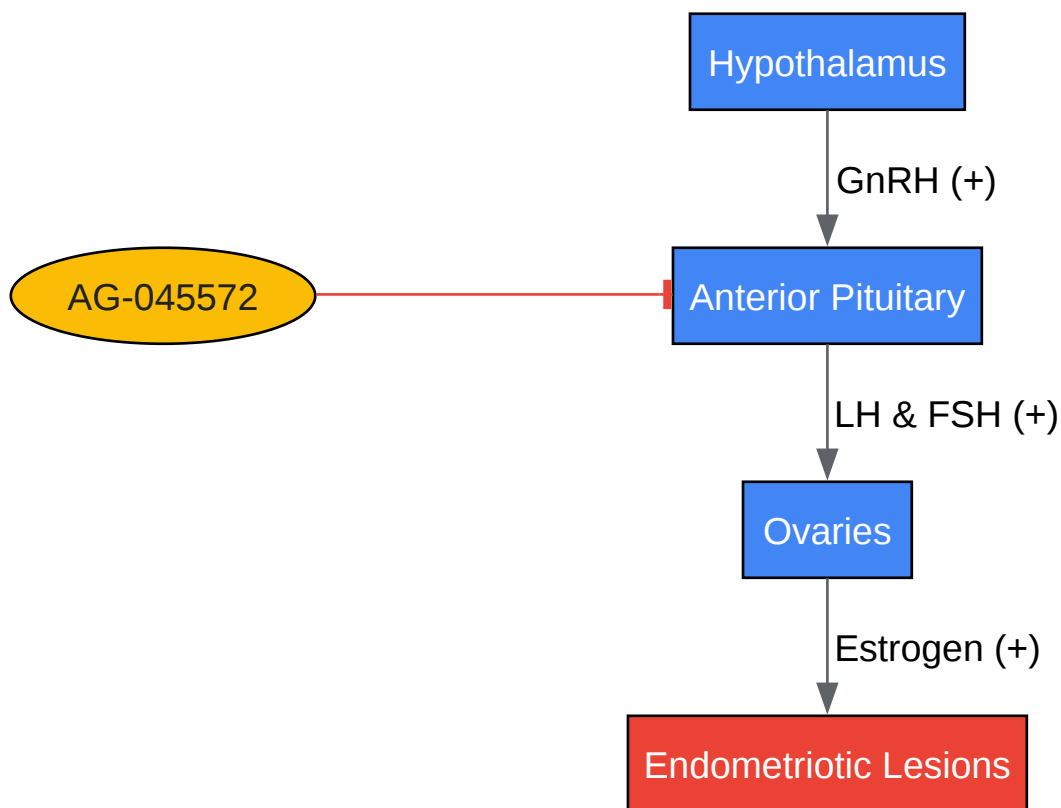 Hypothalamus
GnRH (+)
AG-045572
Anterior Pituitary
LH & FSH (+)
Ovaries
Estrogen (+)
Endometriotic Lesions